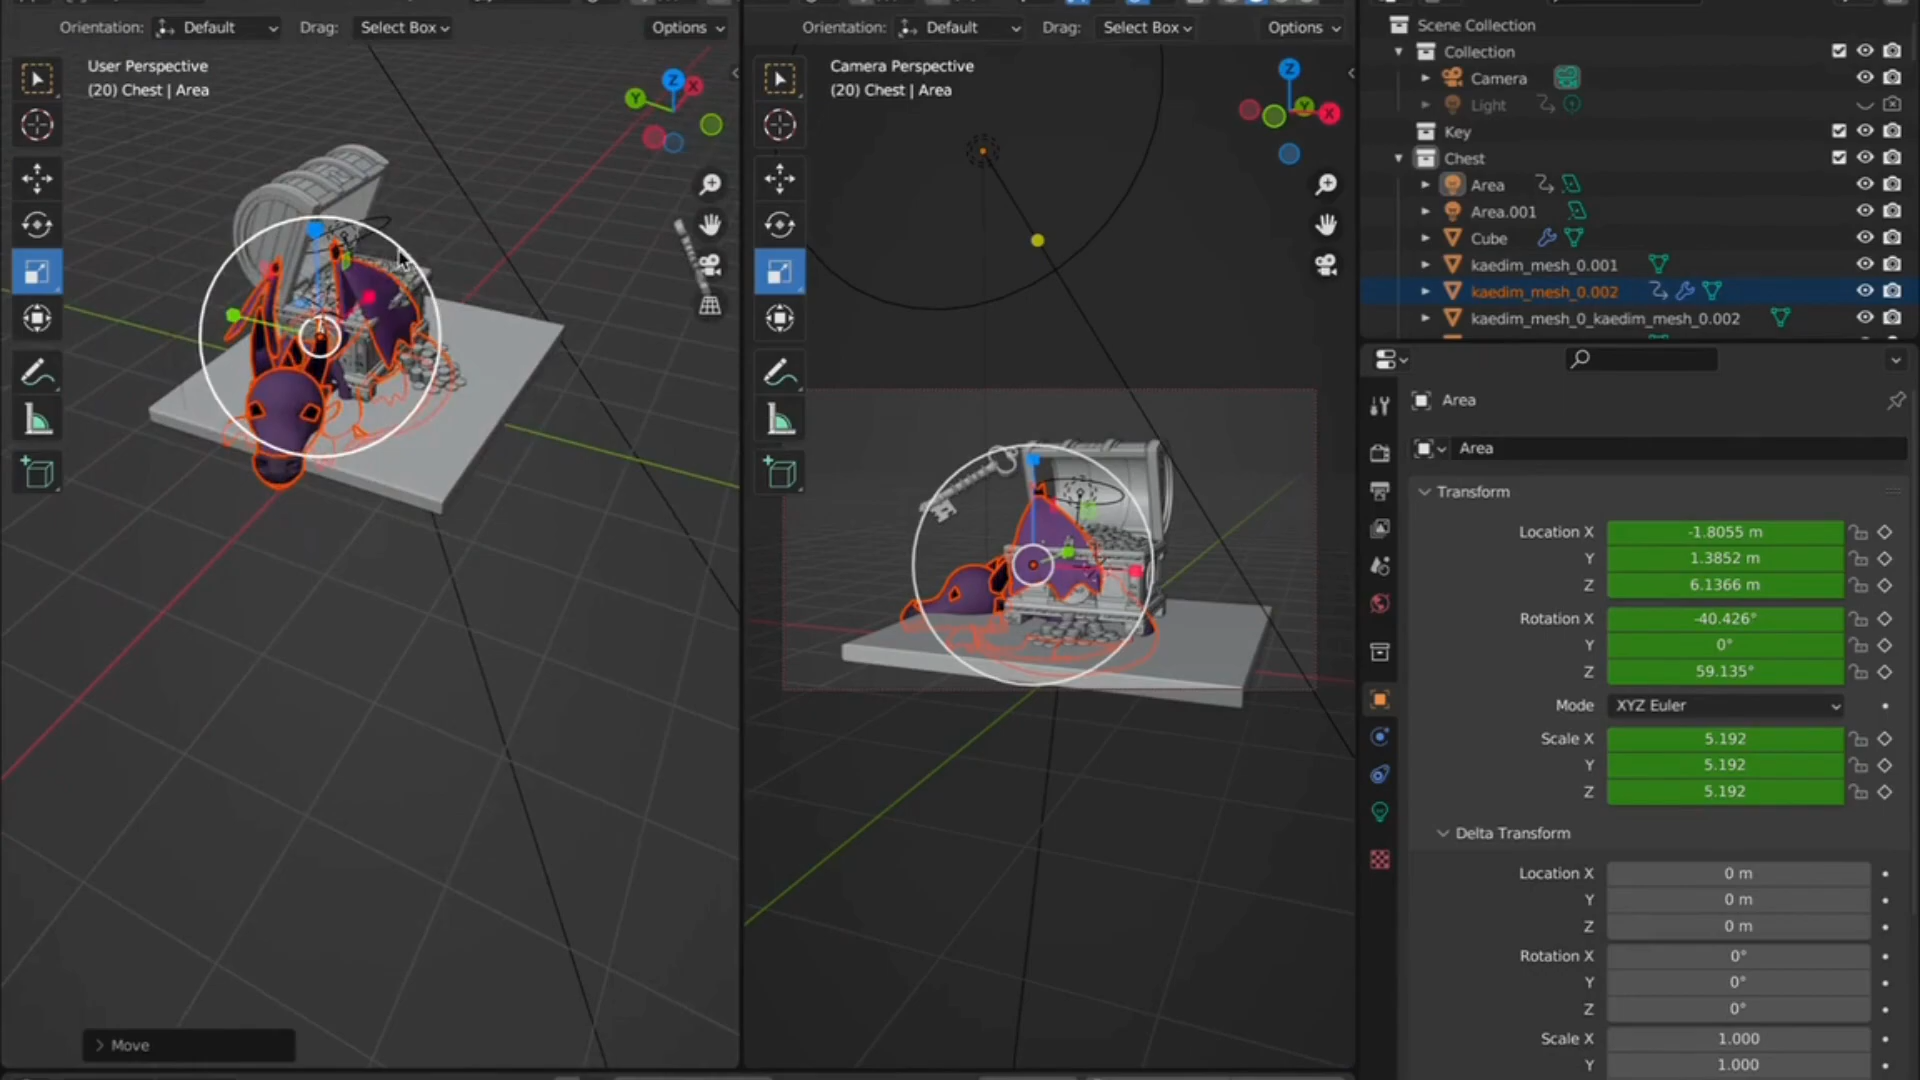 Orientation: Default Drag: Select Box Options
User Perspective
(20) Chest | Area
Z
X
Y
Move
Orientation: Default Drag: Select Box Options
Camera Perspective
(20) Chest | Area
Z
Y
X
Scene Collection
Collection
Camera
Light
Key
Chest
Area
Area.001
Cube
kaedim_mesh_0.001
kaedim_mesh_0.002
kaedim_mesh_0_kaedim_mesh_0.002
Area
Area
Transform
Location X -1.8055 m
Y 1.3852 m
Z 6.1366 m
Rotation X -40.426°
Y 0°
Z 59.135°
Mode XYZ Euler
Scale X 5.192
Y 5.192
Z 5.192
Delta Transform
Location X 0 m
Y 0 m
Z 0 m
Rotation X 0°
Y 0°
Z 0°
Scale X 1.000
Y 1.000